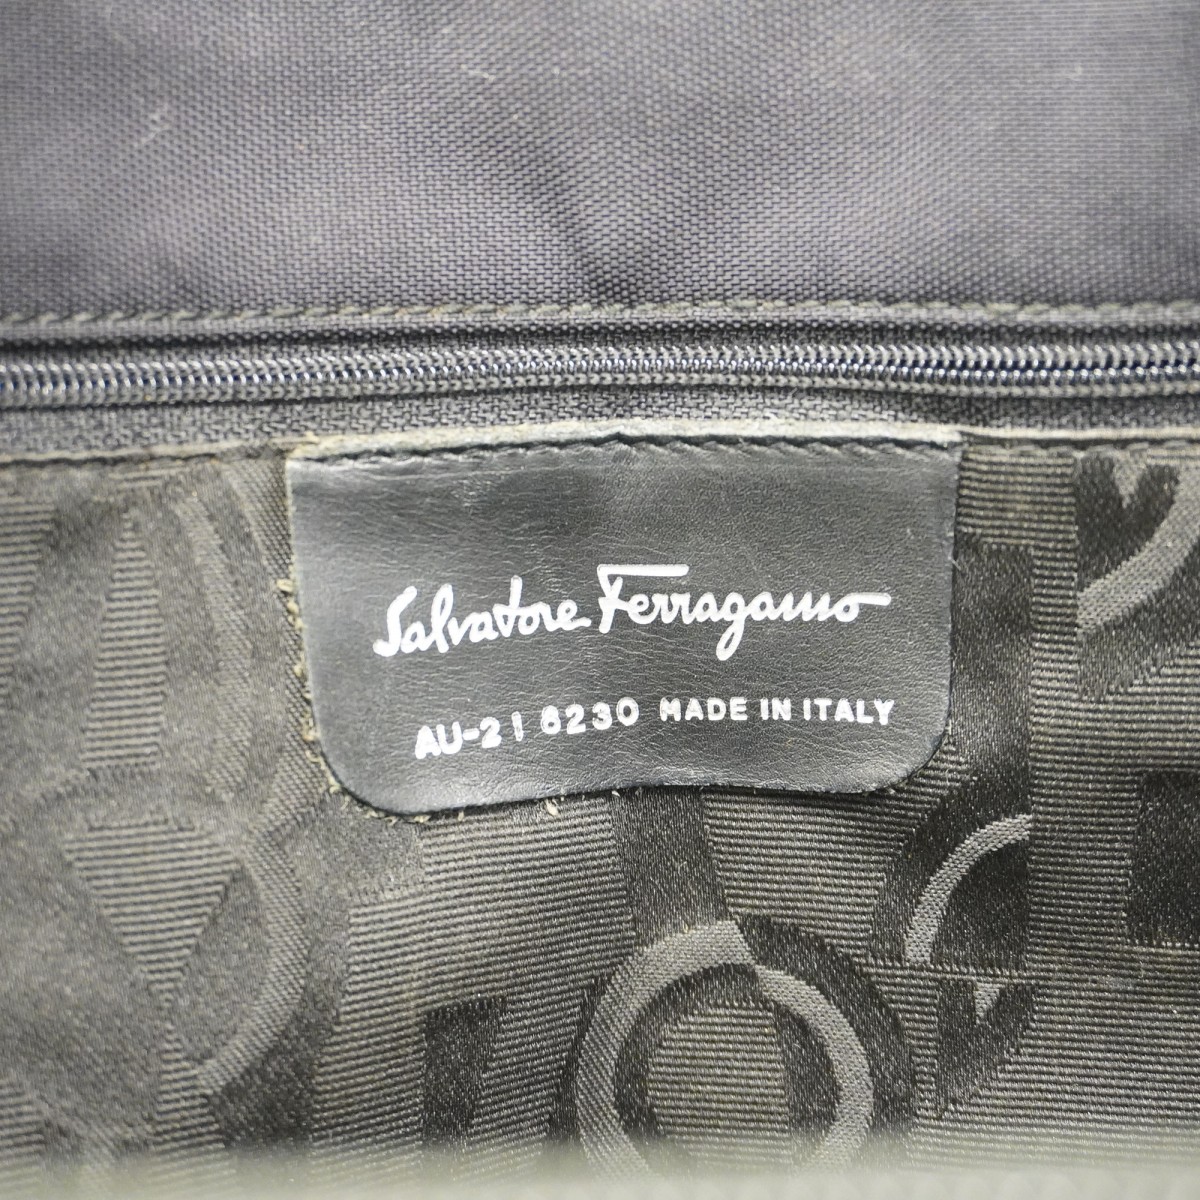 Salvatore Ferragamo
AU-21 6230 MADE IN ITALY